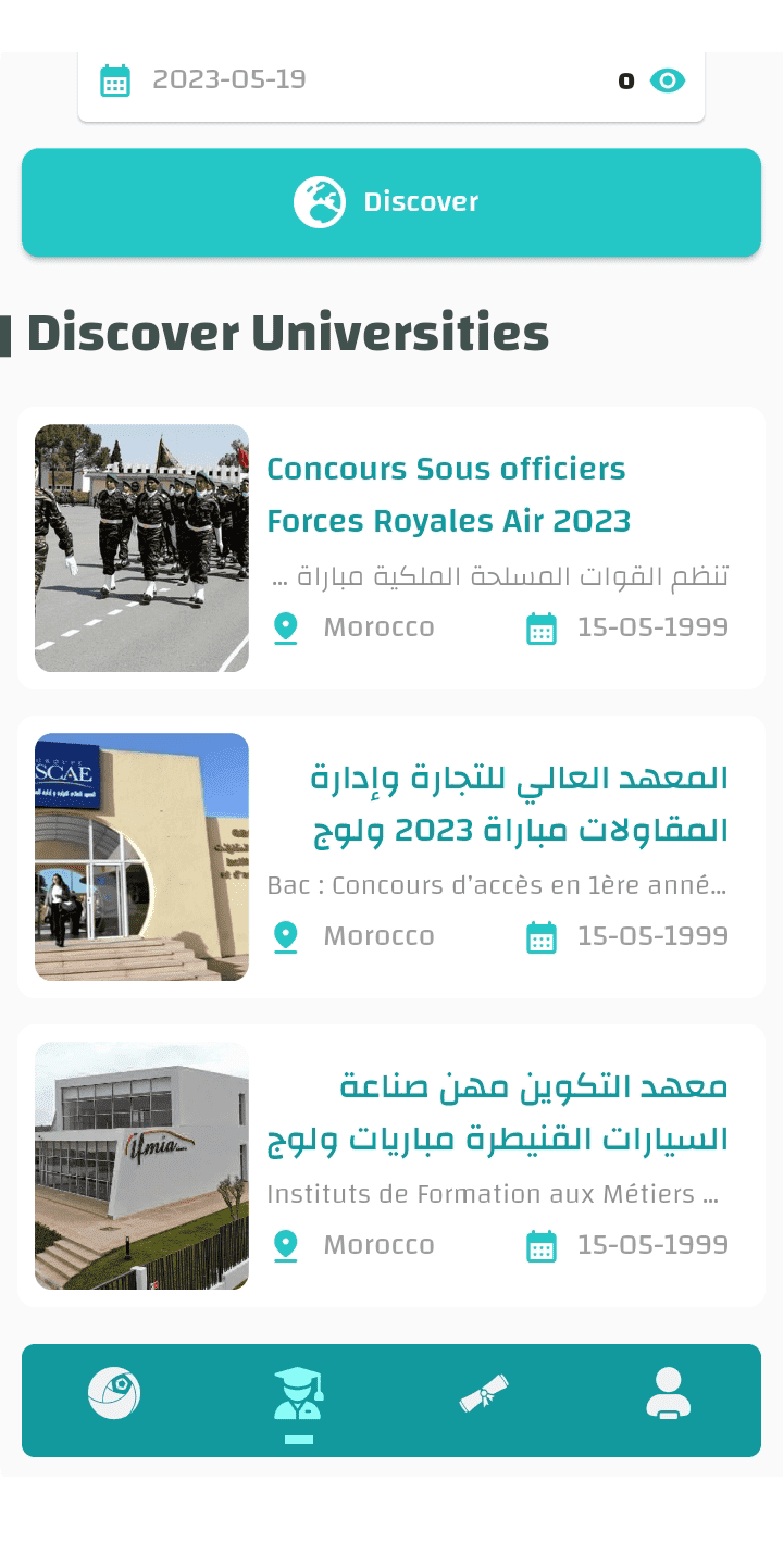 2023-05-19
0
Discover
Discover Universities
Concours Sous officiers
Forces Royales Air 2023
تنظم القوات المسلحة الملكية مباراة ...
Morocco
15-05-1999
SCAE
المعهد العالي للتجارة وإدارة
المقاولات مباراة 2023 ولوج
Bac : Concours d'accès en 1ère anné...
Morocco
15-05-1999
ifmia
معهد التكوين مهن صناعة
السيارات القنيطرة مباريات ولوج
Instituts de Formation aux Métiers ...
Morocco
15-05-1999